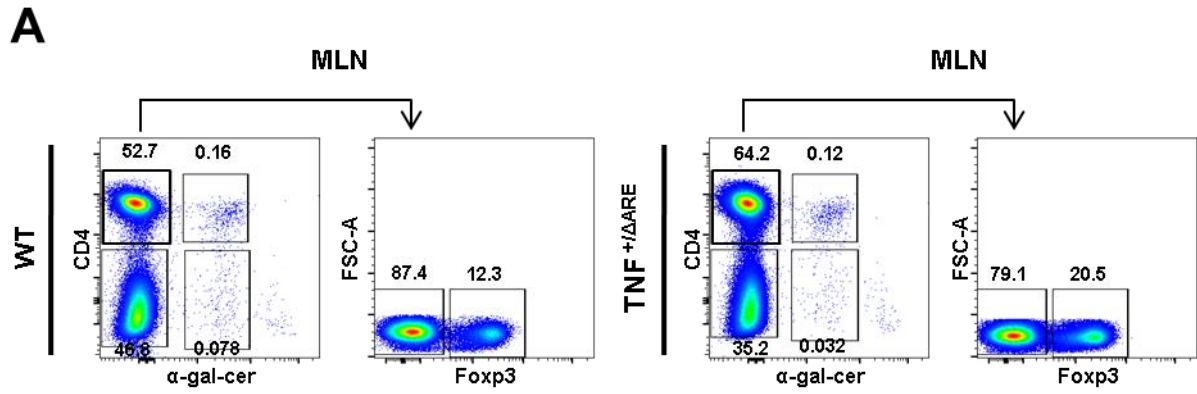 A
MLN
MLN
WT
CD4
52.7 0.16
46.8 0.078
α-gal-cer
FSC-A
87.4 12.3
Foxp3
TNF +/ΔARE
CD4
64.2 0.12
35.2 0.032
α-gal-cer
FSC-A
79.1 20.5
Foxp3